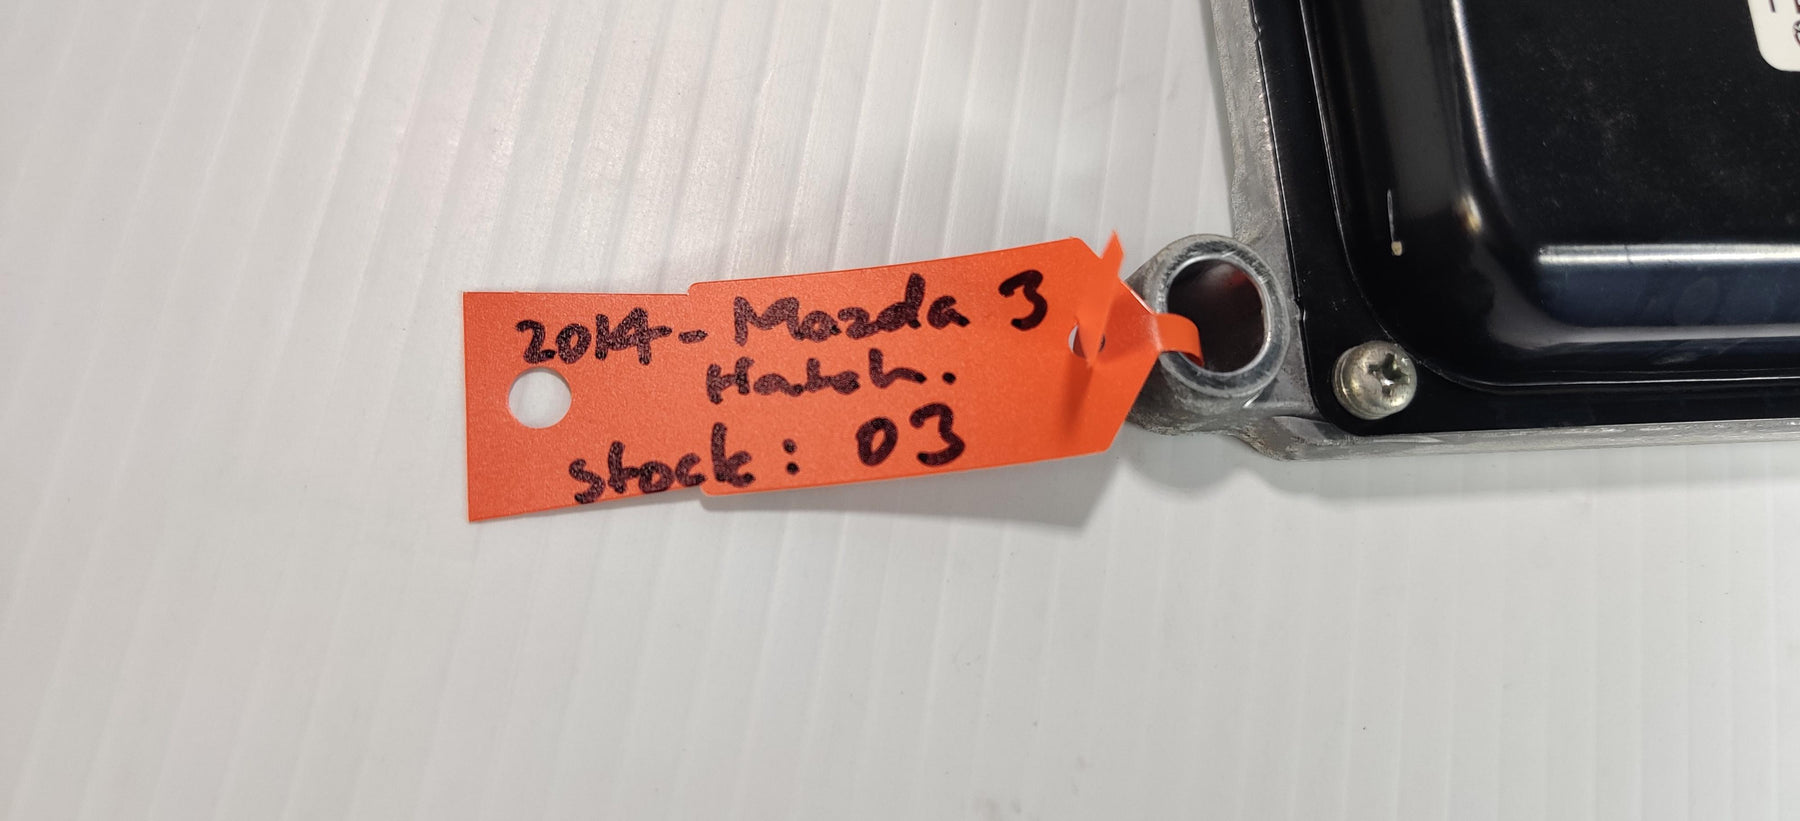 2014 - Mazda 3
Hatch.
stock : 03